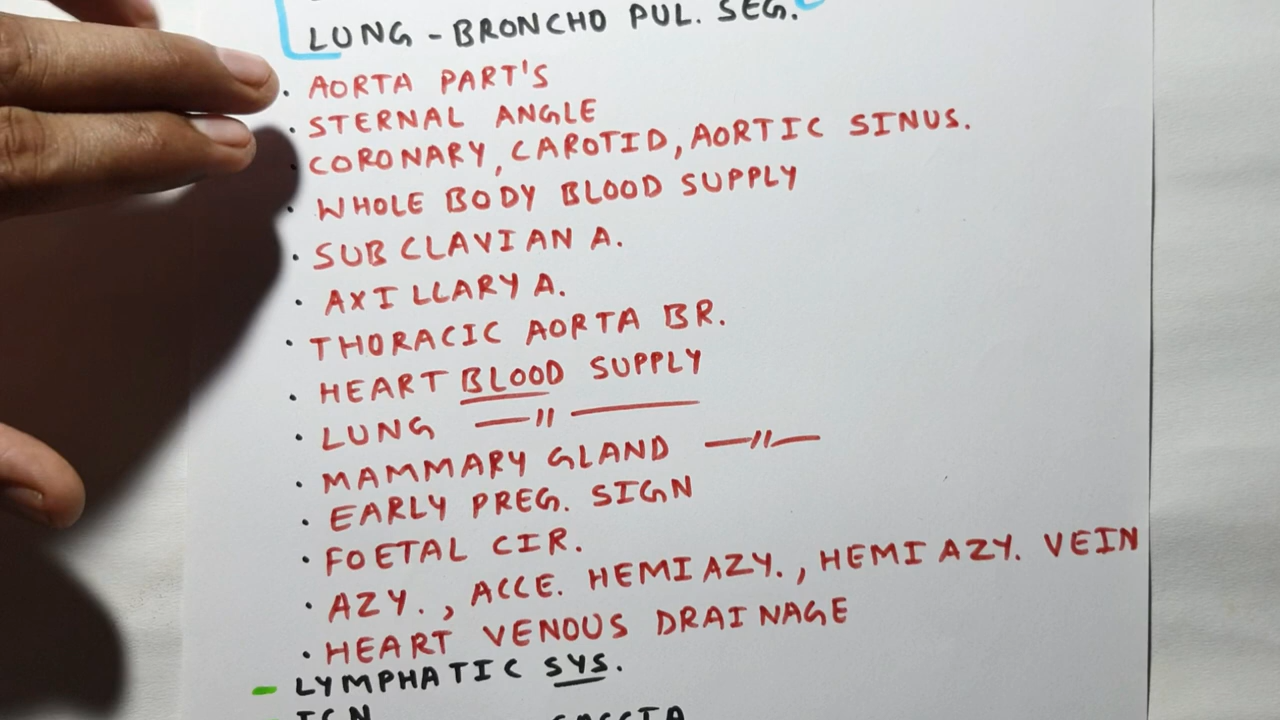 LUNG - BRONCHO PUL. SEG.
• AORTA PART'S
• STERNAL ANGLE
• CORONARY, CAROTID, AORTIC SINUS.
• WHOLE BODY BLOOD SUPPLY
• SUBCLAVIAN A.
• AXILLARY A.
• THORACIC AORTA BR.
• HEART BLOOD SUPPLY
• LUNG —〃—
• MAMMARY GLAND —〃—
• EARLY PREG. SIGN
• FOETAL CIR.
• AZY., ACCE. HEMIAZY., HEMIAZY. VEIN
• HEART VENOUS DRAINAGE
- LYMPHATIC SYS.